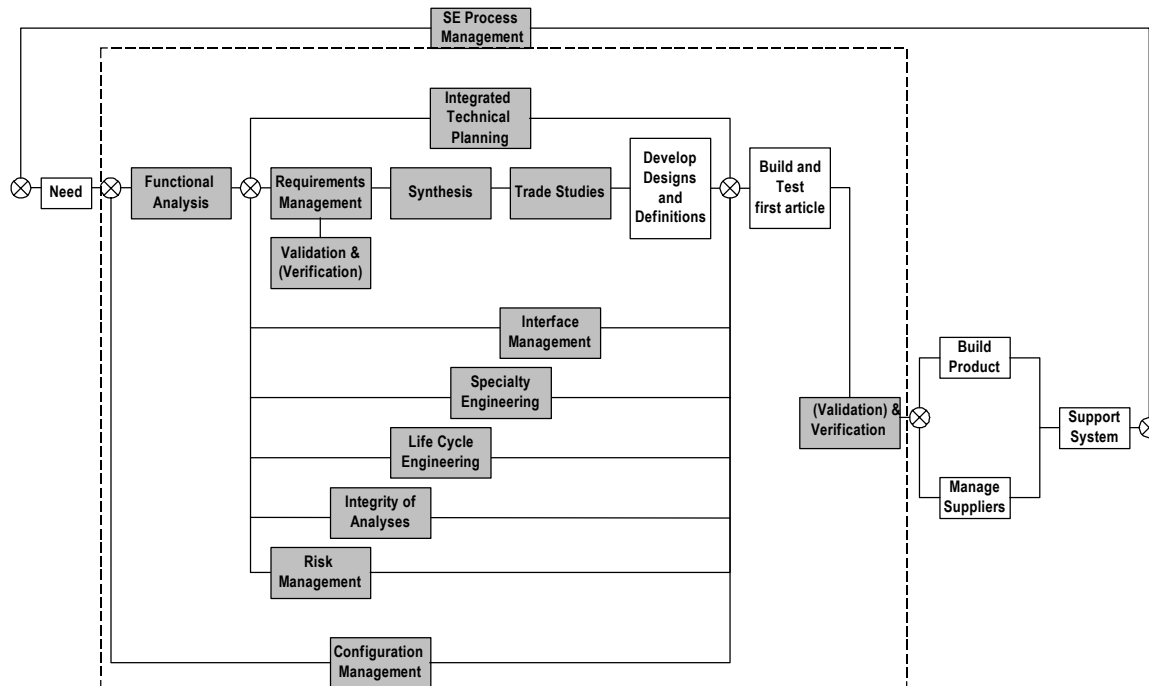 SE Process
Management
Integrated
Technical
Planning
Need
Functional
Analysis
Requirements
Management
Synthesis
Trade Studies
Develop
Designs
and
Definitions
Build and
Test
first article
Validation &
(Verification)
Interface
Management
Specialty
Engineering
Life Cycle
Engineering
Integrity of
Analyses
Risk
Management
Configuration
Management
(Validation) &
Verification
Build
Product
Manage
Suppliers
Support
System